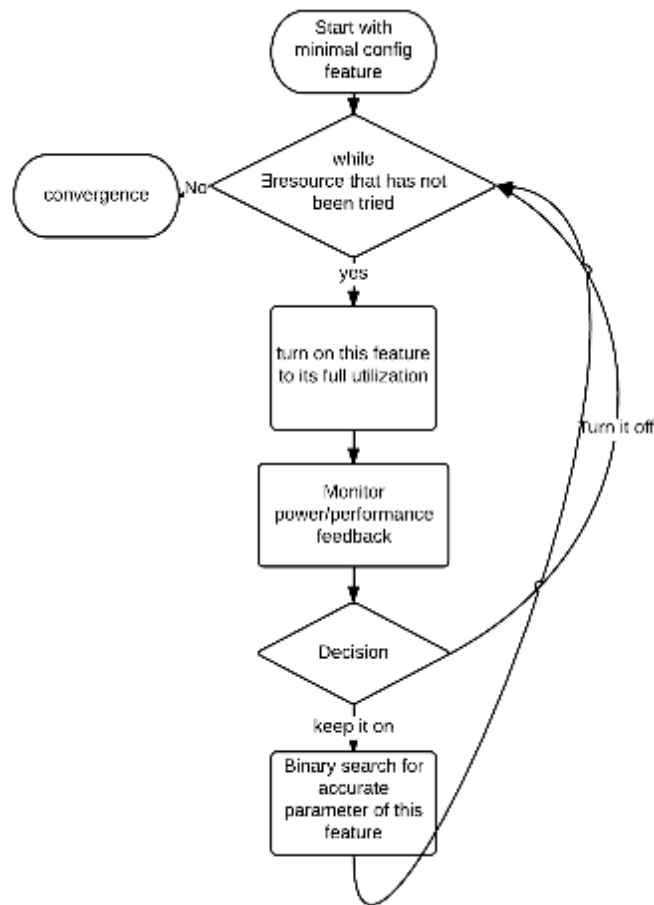 Start with
minimal config
feature
while
∃resource that has not
been tried
No
convergence
yes
turn on this feature
to its full utilization
Monitor
power/performance
feedback
Turn it off
Decision
keep it on
Binary search for
accurate
parameter of this
feature